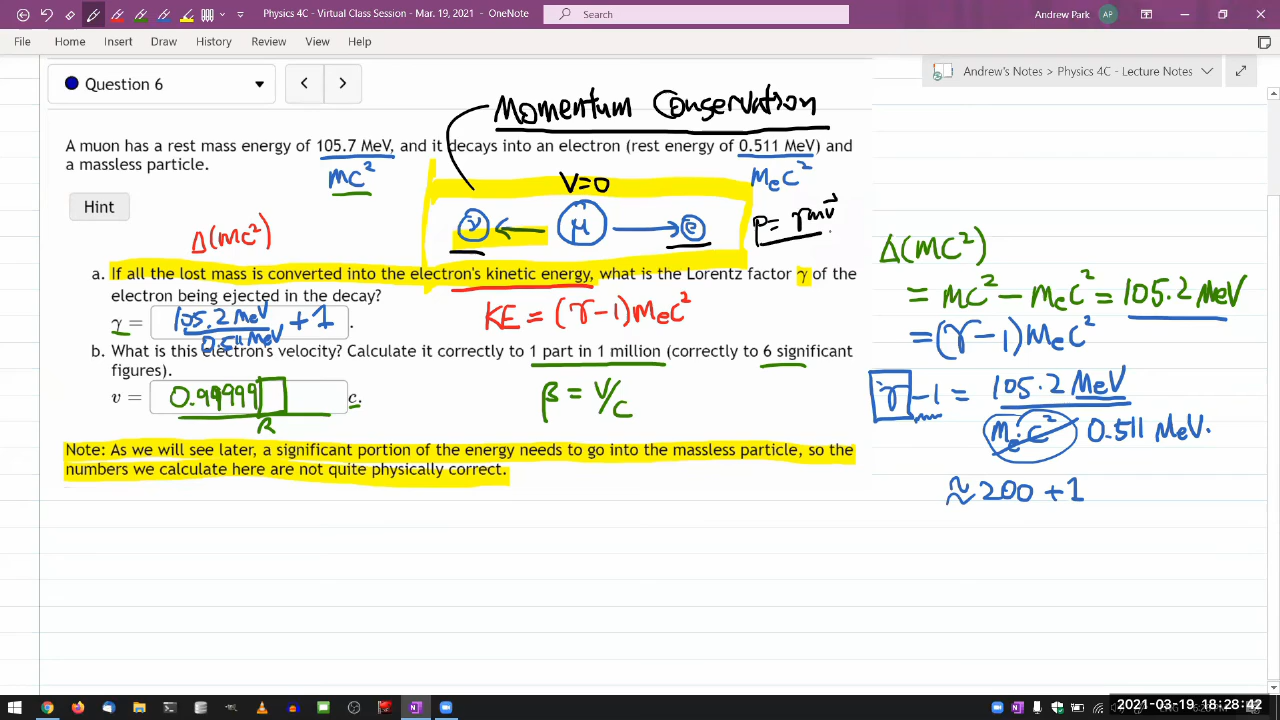 Physics 4C - Virtual Class Session - Mar. 19, 2021 - OneNote
Search
Andrew Park
AP
File Home Insert Draw History Review View Help
Question 6
Andrew's Notes > Physics 4C - Lecture Notes
Momentum Conservation
A muon has a rest mass energy of 105.7 MeV, and it decays into an electron (rest energy of 0.511 MeV) and
a massless particle.
mc²
mₑc²
v=0
Hint
ν μ e
p = γmv⃗
Δ(mc²)
Δ(mc²)
a. If all the lost mass is converted into the electron's kinetic energy, what is the Lorentz factor γ of the
electron being ejected in the decay?
= mc² - mₑc² = 105.2 MeV
γ = 105.2 MeV / 0.511 MeV + 1 .
KE = (γ-1)mₑc²
= (γ-1)mₑc²
b. What is this electron's velocity? Calculate it correctly to 1 part in 1 million (correctly to 6 significant
figures).
γ -1 = 105.2 MeV
mₑc² 0.511 MeV.
v = 0.99999 c.
β = v/c
Note: As we will see later, a significant portion of the energy needs to go into the massless particle, so the
numbers we calculate here are not quite physically correct.
≈ 200 +1
2021-03-19 18:28:42